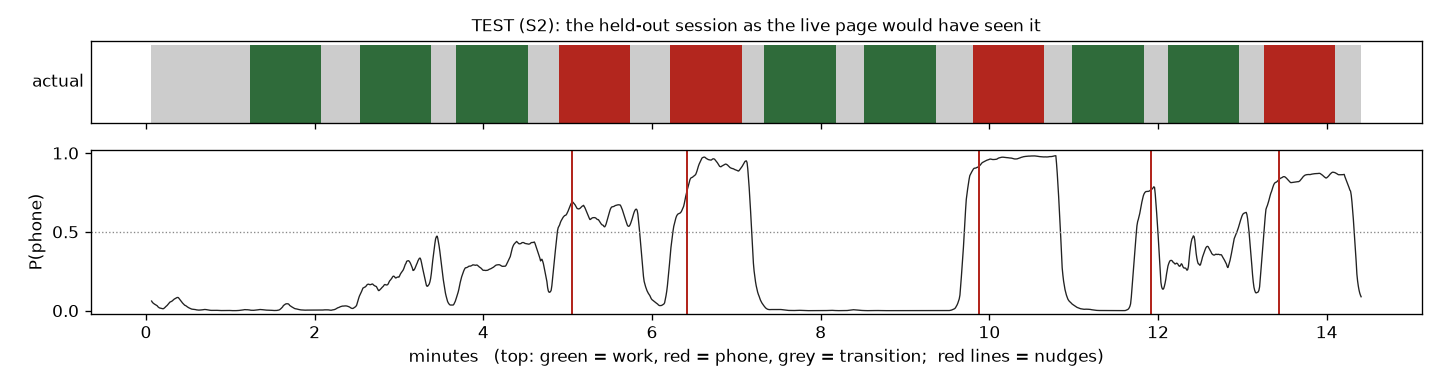 TEST (S2): the held-out session as the live page would have seen it
actual
1.0
0.5
0.0
P(phone)
0 2 4 6 8 10 12 14
minutes (top: green = work, red = phone, grey = transition; red lines = nudges)